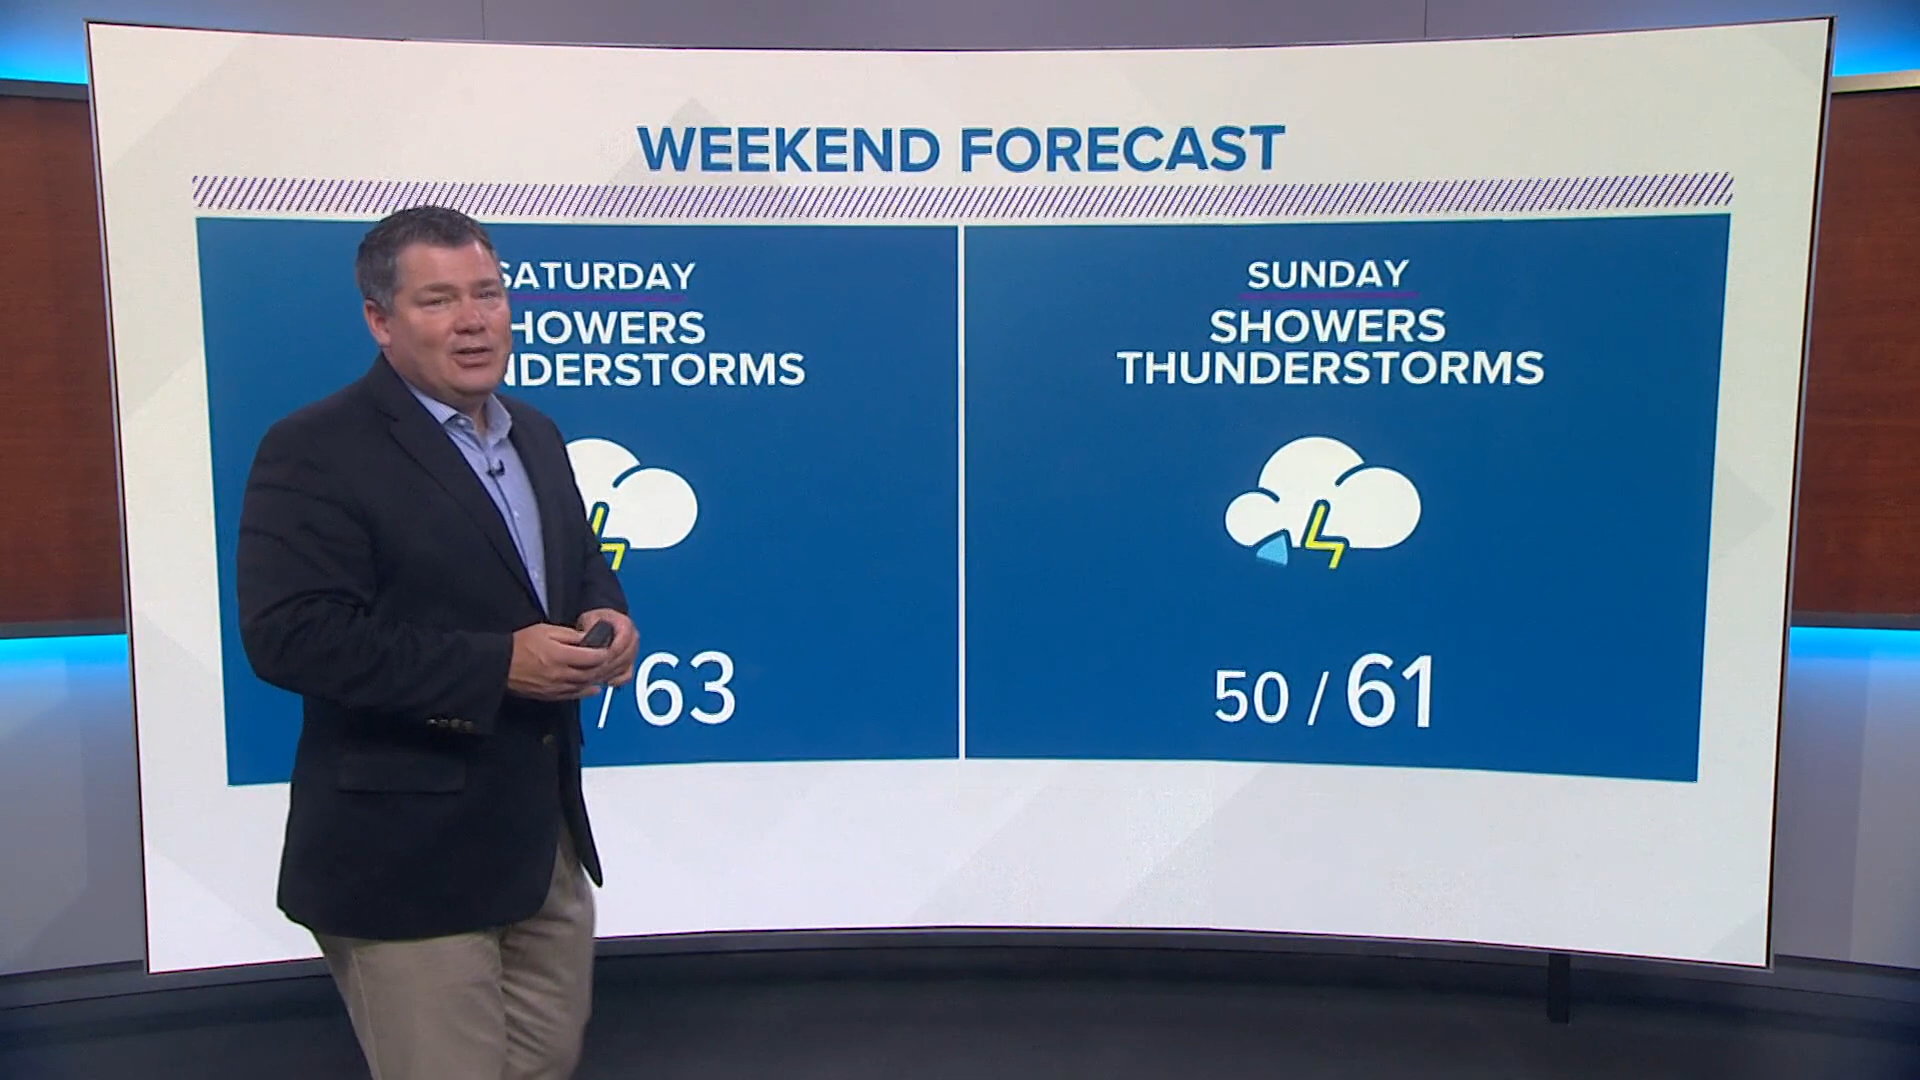 WEEKEND FORECAST
SATURDAY
HOWERS
NDERSTORMS
/ 63
SUNDAY
SHOWERS
THUNDERSTORMS
50 / 61